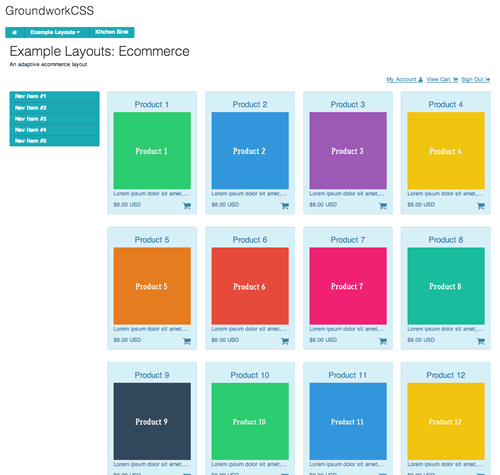 GroundworkCSS
Example Layouts Kitchen Sink
Example Layouts: Ecommerce
An adaptive ecommerce layout
My Account View Cart Sign Out
Nav Item #1
Nav Item #2
Nav Item #3
Nav Item #4
Nav Item #5
Product 1 Product 2 Product 3 Product 4
Product 1 Product 2 Product 3 Product 4
Lorem ipsum dolor sit amet,... Lorem ipsum dolor sit amet,... Lorem ipsum dolor sit amet,... Lorem ipsum dolor sit amet,...
$8.00 USD $8.00 USD $8.00 USD $8.00 USD
Product 5 Product 6 Product 7 Product 8
Product 5 Product 6 Product 7 Product 8
Lorem ipsum dolor sit amet,... Lorem ipsum dolor sit amet,... Lorem ipsum dolor sit amet,... Lorem ipsum dolor sit amet,...
$8.00 USD $8.00 USD $8.00 USD $8.00 USD
Product 9 Product 10 Product 11 Product 12
Product 9 Product 10 Product 11 Product 12
Lorem ipsum dolor sit amet,... Lorem ipsum dolor sit amet,... Lorem ipsum dolor sit amet,... Lorem ipsum dolor sit amet,...